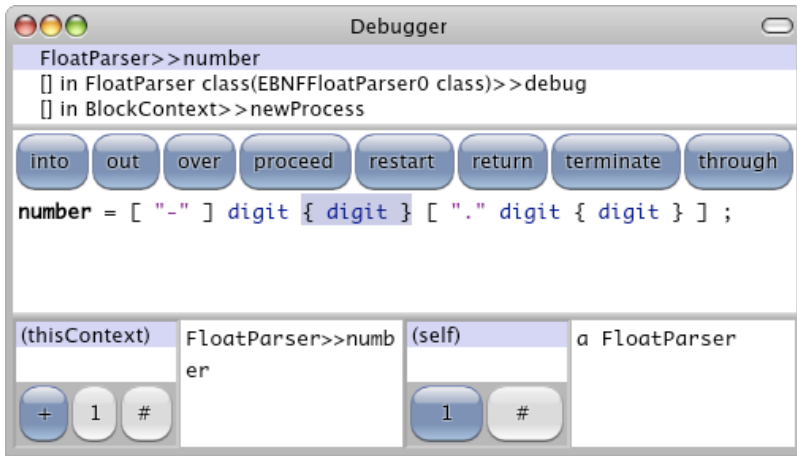 Debugger
FloatParser>>number
[] in FloatParser class(EBNFFloatParser0 class)>>debug
[] in BlockContext>>newProcess
into out over proceed restart return terminate through
number = [ "-" ] digit { digit } [ "." digit { digit } ] ;
(thisContext)
+ 1 #
FloatParser>>numb
er
(self)
1 #
a FloatParser